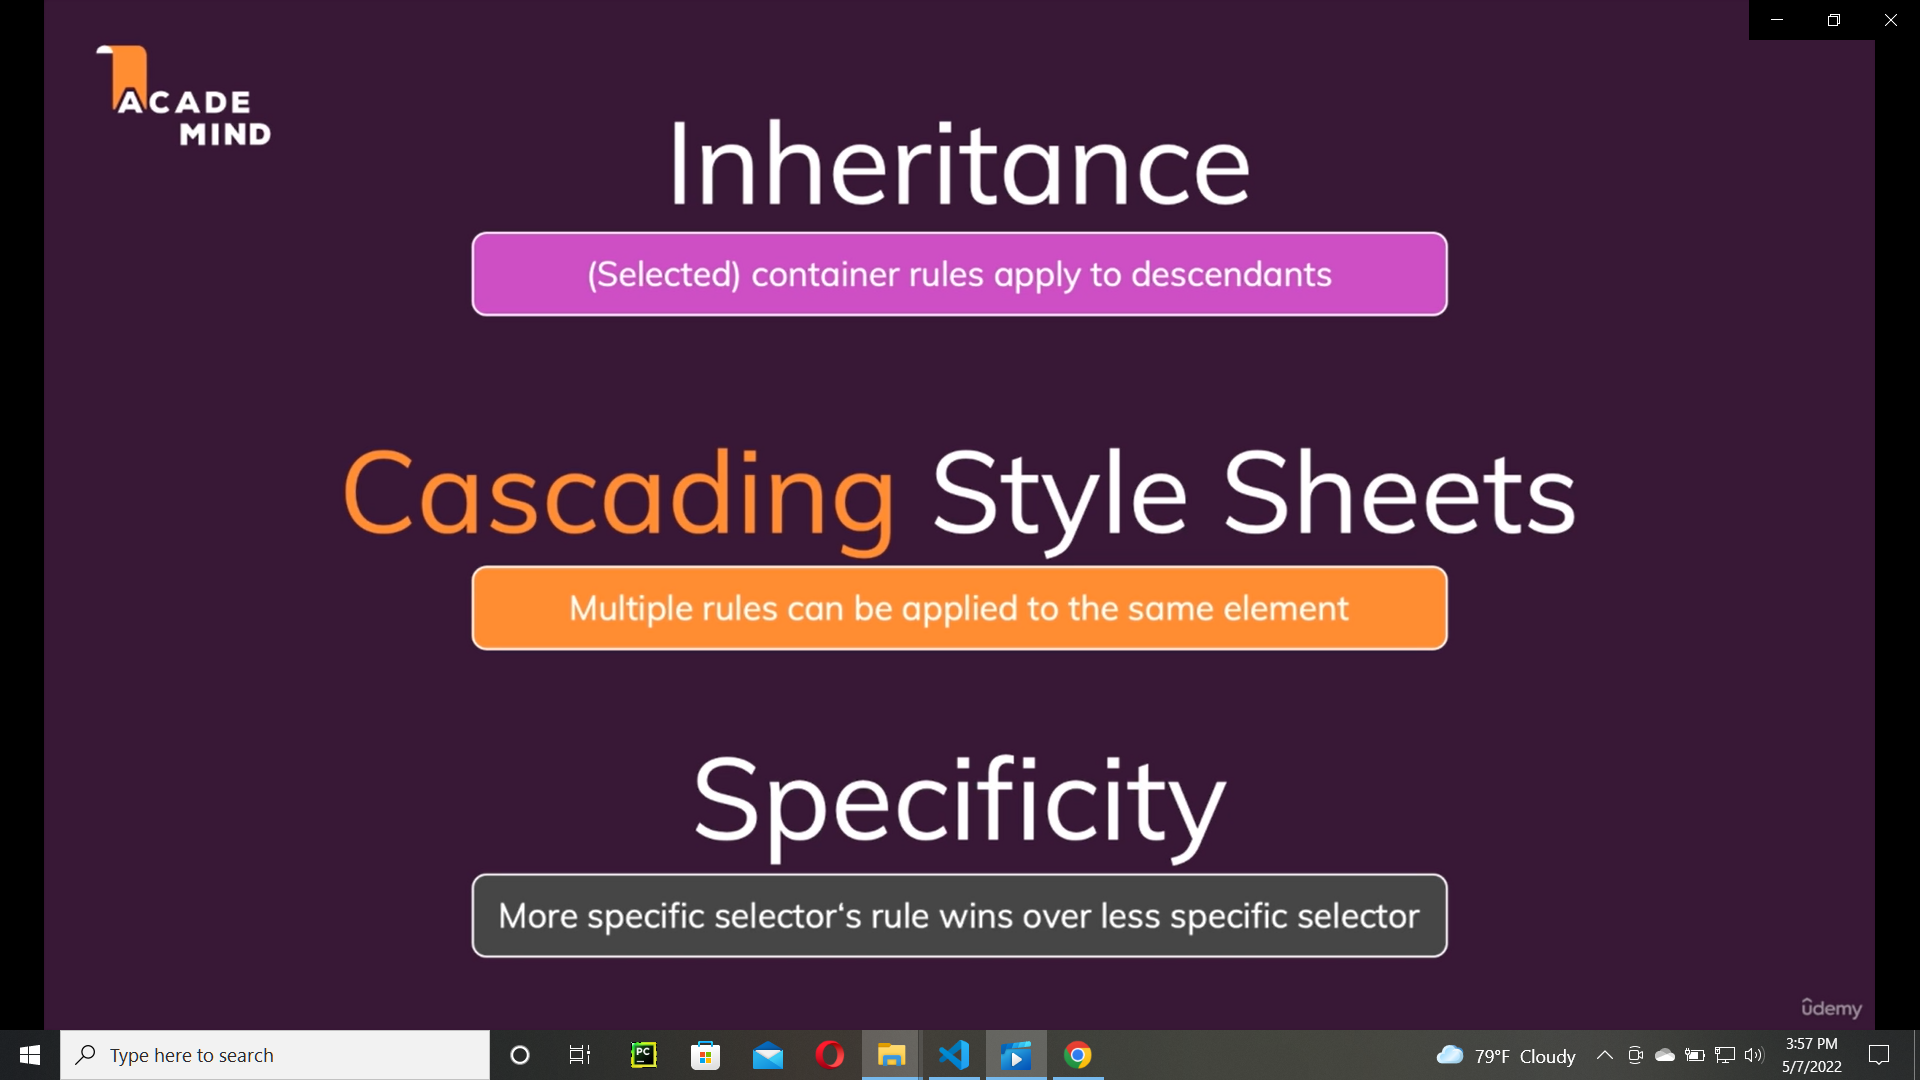 ACADE
MIND
Inheritance
(Selected) container rules apply to descendants
Cascading Style Sheets
Multiple rules can be applied to the same element
Specificity
More specific selector‘s rule wins over less specific selector
ûdemy
Type here to search
PC
79°F Cloudy
3:57 PM
5/7/2022